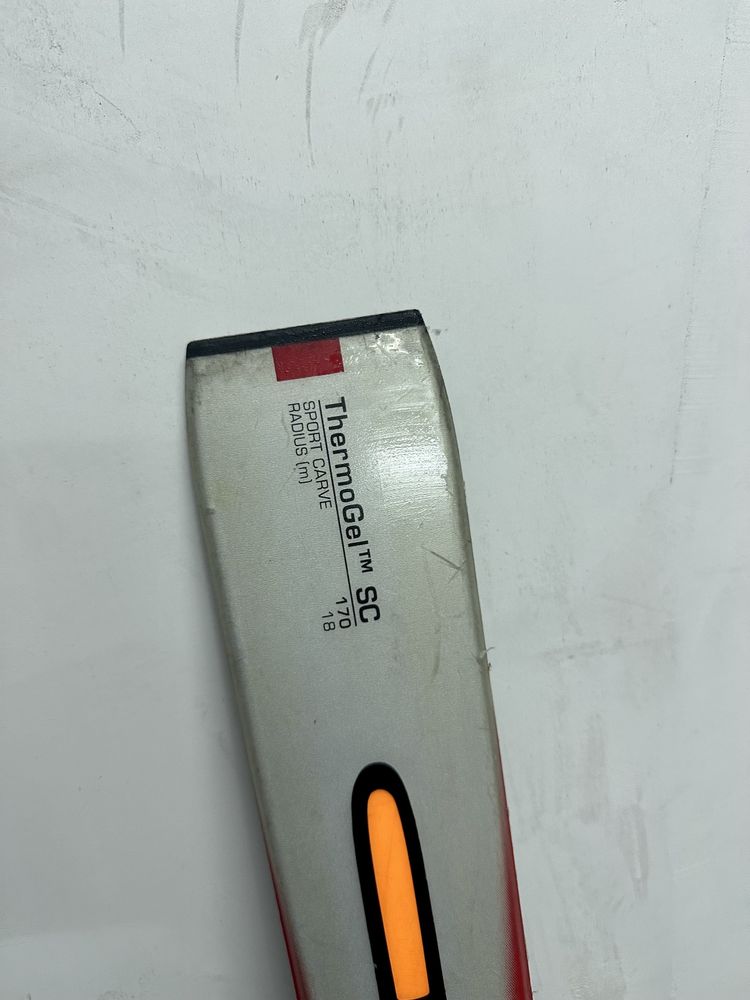 ThermoGel™ SC
SPORT CARVE 170
RADIUS [m] 18